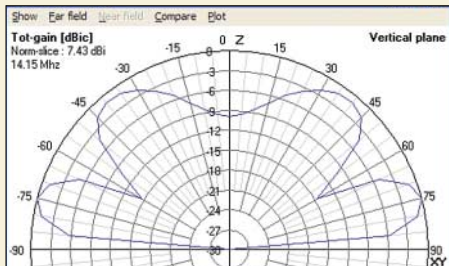 Show Far field Near field Compare Plot
Tot-gain [dBic]
Norm-slice : 7.43 dBi
14.15 Mhz
Vertical plane
0 Z
-15 15
-30 30
-45 45
-60 60
-75 75
-90 90
XY
-3
-6
-9
-12
-15
-18
-21
-24
-27
-30